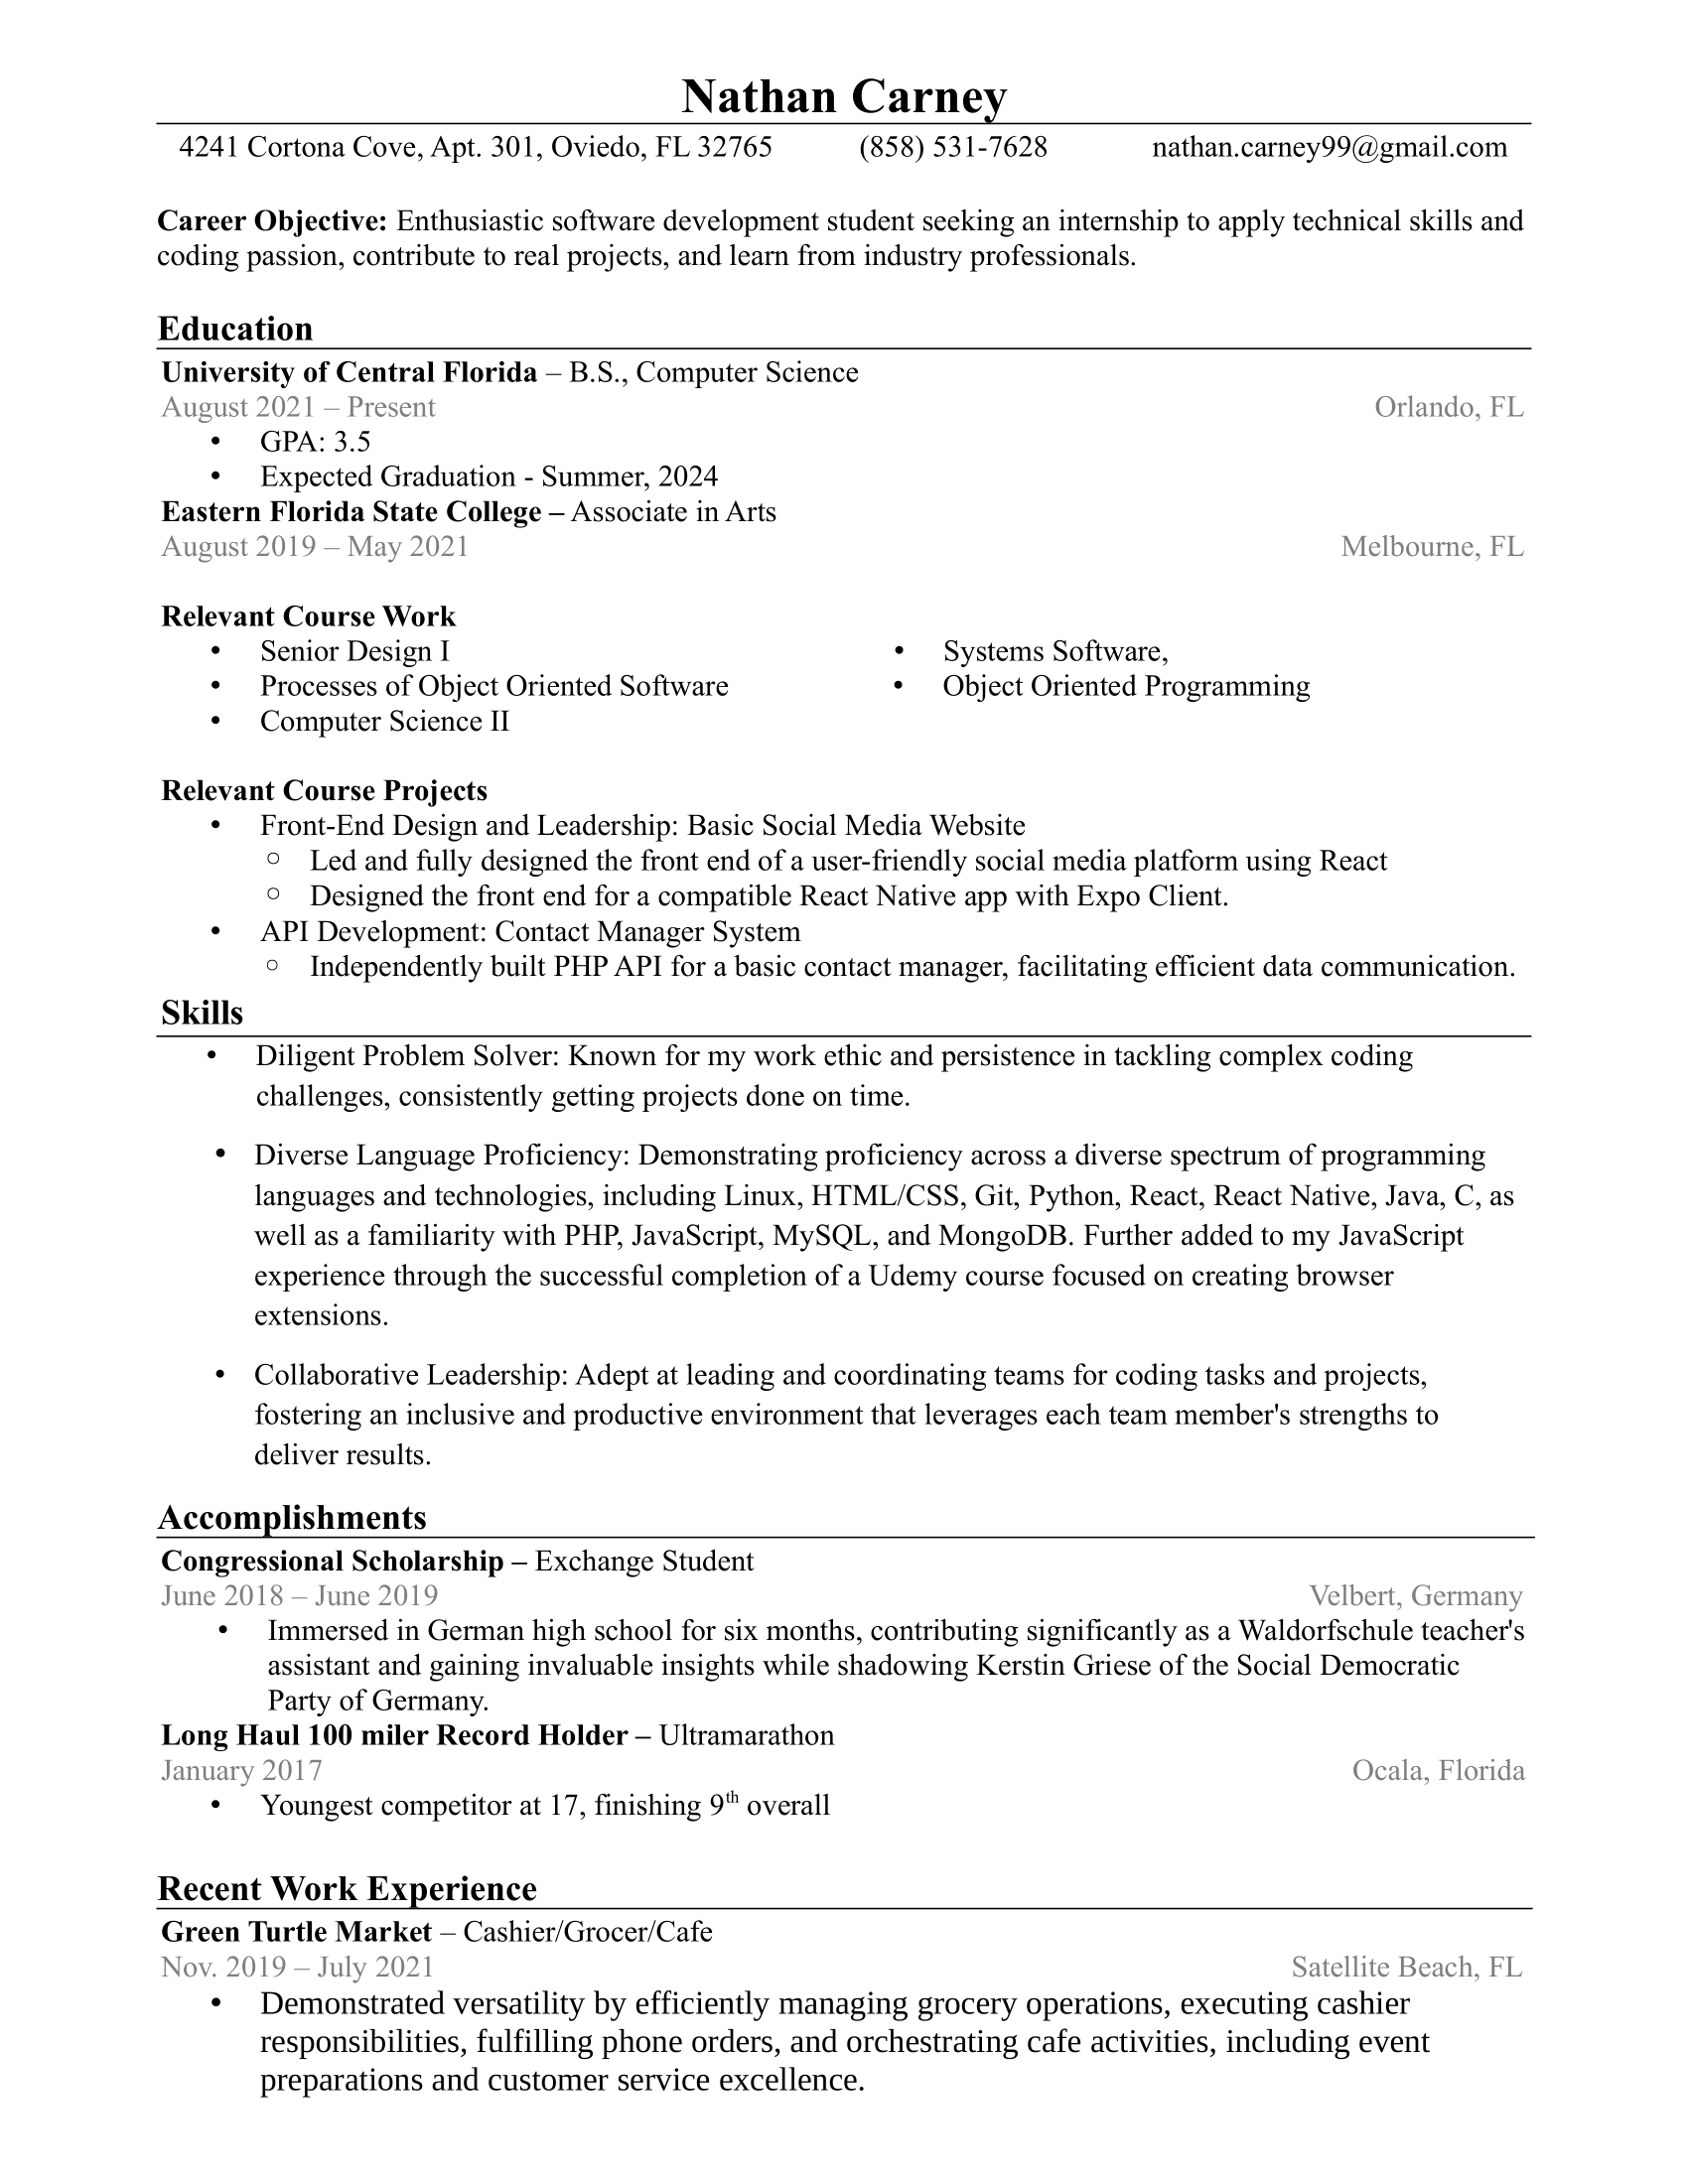 Nathan Carney
4241 Cortona Cove, Apt. 301, Oviedo, FL 32765 (858) 531-7628 nathan.carney99@gmail.com
Career Objective: Enthusiastic software development student seeking an internship to apply technical skills and
coding passion, contribute to real projects, and learn from industry professionals.
Education
University of Central Florida – B.S., Computer Science
August 2021 – Present Orlando, FL
• GPA: 3.5
• Expected Graduation - Summer, 2024
Eastern Florida State College – Associate in Arts
August 2019 – May 2021 Melbourne, FL
Relevant Course Work
• Senior Design I • Systems Software,
• Processes of Object Oriented Software • Object Oriented Programming
• Computer Science II
Relevant Course Projects
• Front-End Design and Leadership: Basic Social Media Website
○ Led and fully designed the front end of a user-friendly social media platform using React
○ Designed the front end for a compatible React Native app with Expo Client.
• API Development: Contact Manager System
○ Independently built PHP API for a basic contact manager, facilitating efficient data communication.
Skills
• Diligent Problem Solver: Known for my work ethic and persistence in tackling complex coding
challenges, consistently getting projects done on time.
• Diverse Language Proficiency: Demonstrating proficiency across a diverse spectrum of programming
languages and technologies, including Linux, HTML/CSS, Git, Python, React, React Native, Java, C, as
well as a familiarity with PHP, JavaScript, MySQL, and MongoDB. Further added to my JavaScript
experience through the successful completion of a Udemy course focused on creating browser
extensions.
• Collaborative Leadership: Adept at leading and coordinating teams for coding tasks and projects,
fostering an inclusive and productive environment that leverages each team member's strengths to
deliver results.
Accomplishments
Congressional Scholarship – Exchange Student
June 2018 – June 2019 Velbert, Germany
• Immersed in German high school for six months, contributing significantly as a Waldorfschule teacher's
assistant and gaining invaluable insights while shadowing Kerstin Griese of the Social Democratic
Party of Germany.
Long Haul 100 miler Record Holder – Ultramarathon
January 2017 Ocala, Florida
• Youngest competitor at 17, finishing 9th overall
Recent Work Experience
Green Turtle Market – Cashier/Grocer/Cafe
Nov. 2019 – July 2021 Satellite Beach, FL
• Demonstrated versatility by efficiently managing grocery operations, executing cashier
responsibilities, fulfilling phone orders, and orchestrating cafe activities, including event
preparations and customer service excellence.